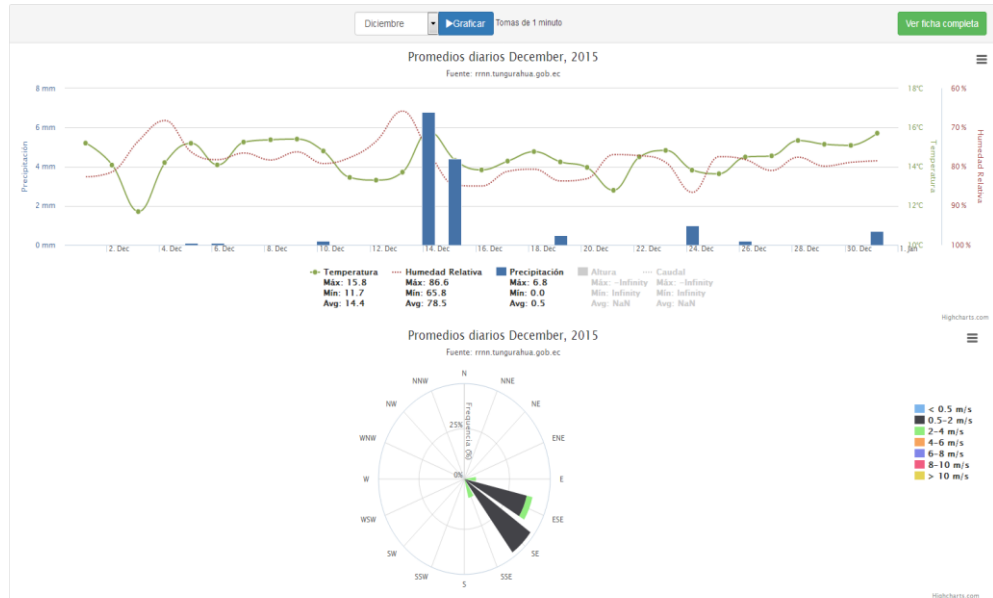 Diciembre Graficar Tomas de 1 minuto Ver ficha completa
Promedios diarios December, 2015
Fuente: rrnn.tungurahua.gob.ec
8 mm 18°C 60 %
6 mm 16°C 70 %
4 mm 14°C 80 %
2 mm 12°C 90 %
0 mm 10°C 100 %
Precipitación
Temperatura
Humedad Relativa
2. Dec 4. Dec 6. Dec 8. Dec 10. Dec 12. Dec 14. Dec 16. Dec 18. Dec 20. Dec 22. Dec 24. Dec 26. Dec 28. Dec 30. Dec 1. Jan
Temperatura Humedad Relativa Precipitación Altura Caudal
Máx: 15.8 Máx: 86.6 Máx: 6.8 Máx: -Infinity Máx: -Infinity
Mín: 11.7 Mín: 65.8 Mín: 0.0 Mín: Infinity Mín: Infinity
Avg: 14.4 Avg: 78.5 Avg: 0.5 Avg: NaN Avg: NaN
Highcharts.com
Promedios diarios December, 2015
Fuente: rrnn.tungurahua.gob.ec
N
NNW NNE
NW NE
WNW ENE
W E
WSW ESE
SW SE
SSW SSE
S
Frequencia (%)
25%
0%
< 0.5 m/s
0.5-2 m/s
2-4 m/s
4-6 m/s
6-8 m/s
8-10 m/s
> 10 m/s
Highcharts.com